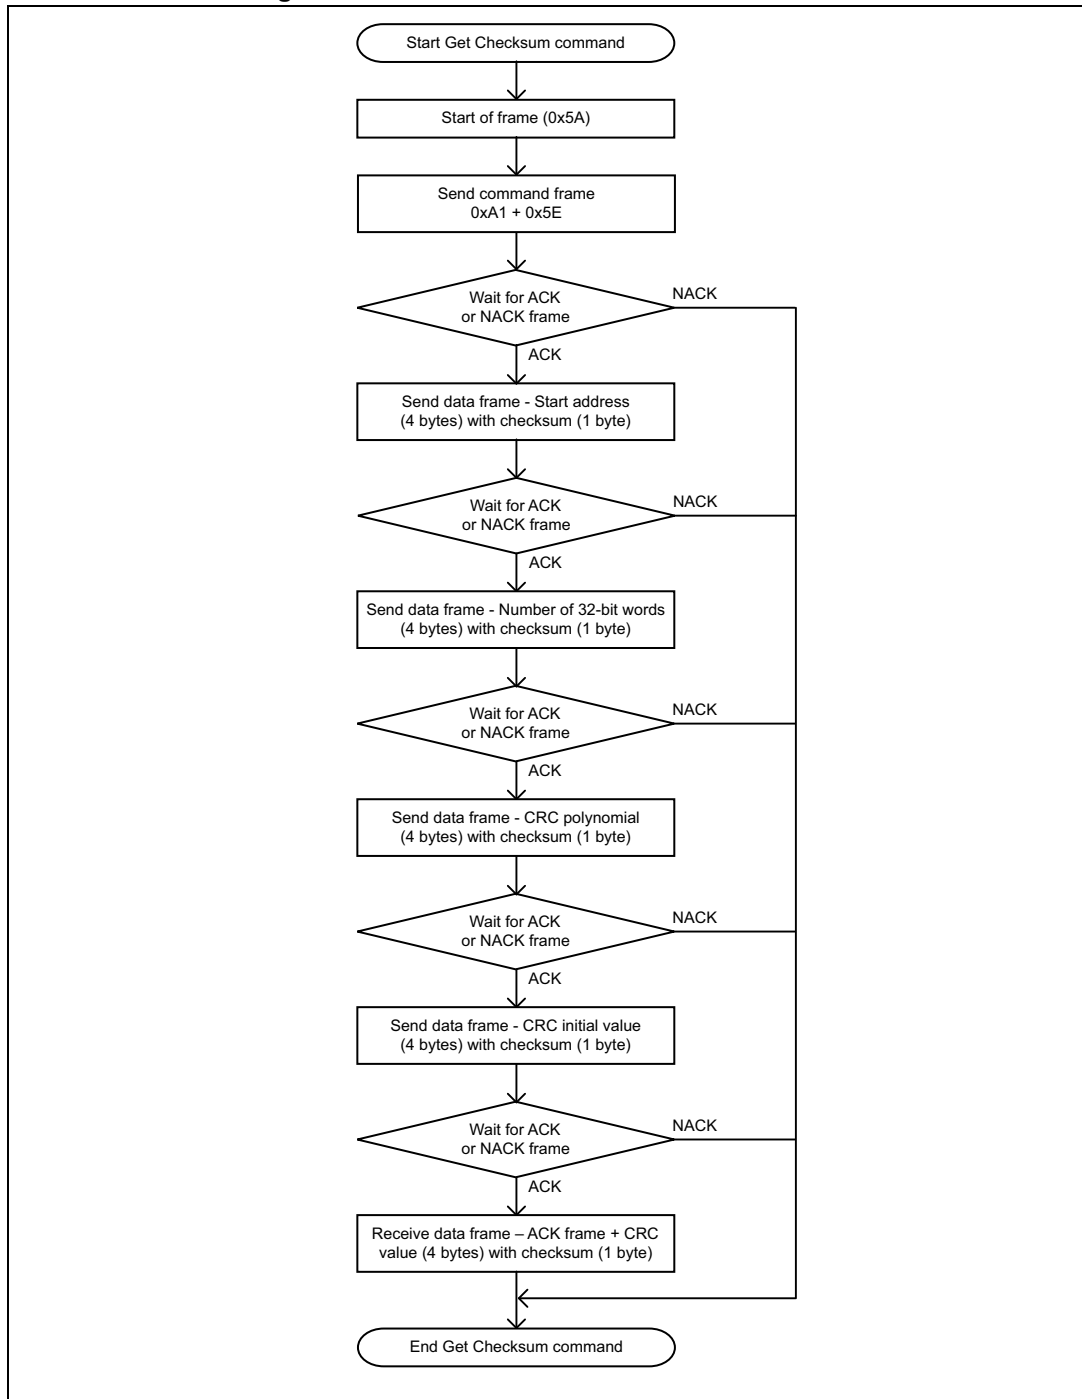 Start Get Checksum command
Start of frame (0x5A)
Send command frame
0xA1 + 0x5E
Wait for ACK
or NACK frame
NACK
ACK
Send data frame - Start address
(4 bytes) with checksum (1 byte)
Wait for ACK
or NACK frame
NACK
ACK
Send data frame - Number of 32-bit words
(4 bytes) with checksum (1 byte)
Wait for ACK
or NACK frame
NACK
ACK
Send data frame - CRC polynomial
(4 bytes) with checksum (1 byte)
Wait for ACK
or NACK frame
NACK
ACK
Send data frame - CRC initial value
(4 bytes) with checksum (1 byte)
Wait for ACK
or NACK frame
NACK
ACK
Receive data frame – ACK frame + CRC
value (4 bytes) with checksum (1 byte)
End Get Checksum command